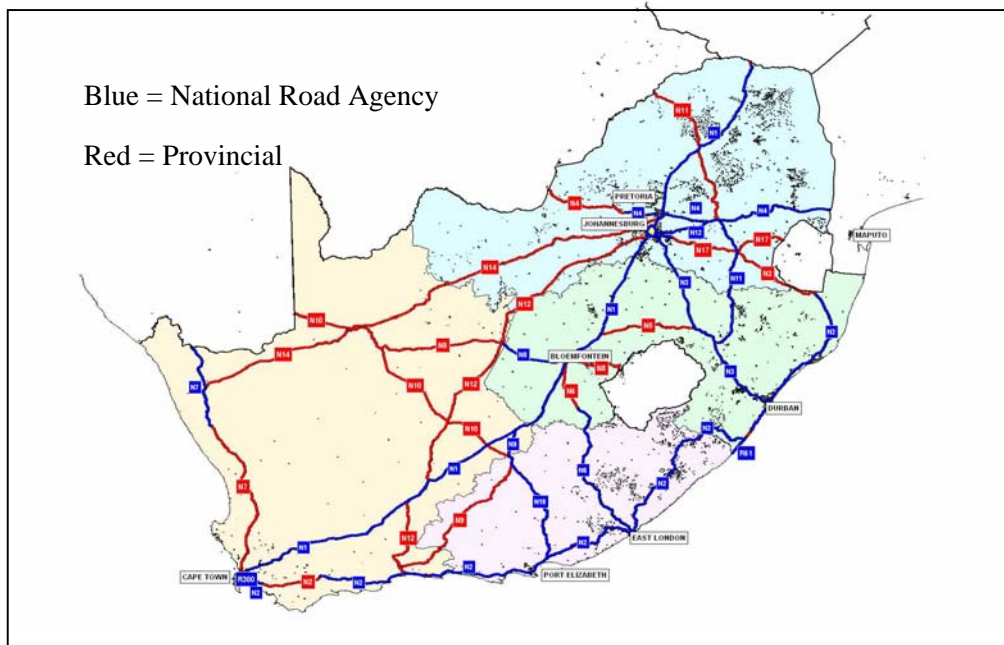 Blue = National Road Agency
Red = Provincial
N11
N1
PRETORIA
N4
N4
N4
N4
JOHANNESBURG
N12
N17
N17
MAPUTO
N2
N14
N11
N3
N12
N10
N1
N5
N2
N14
N8
N8
BLOEMFONTEIN
N8
N3
N7
N10
N12
N6
DURBAN
N10
N9
N2
R61
N1
N6
N2
N7
N10
N9
N12
EAST LONDON
N1
N2
CAPE TOWN
R300
N2
N2
N2
N2
PORT ELIZABETH